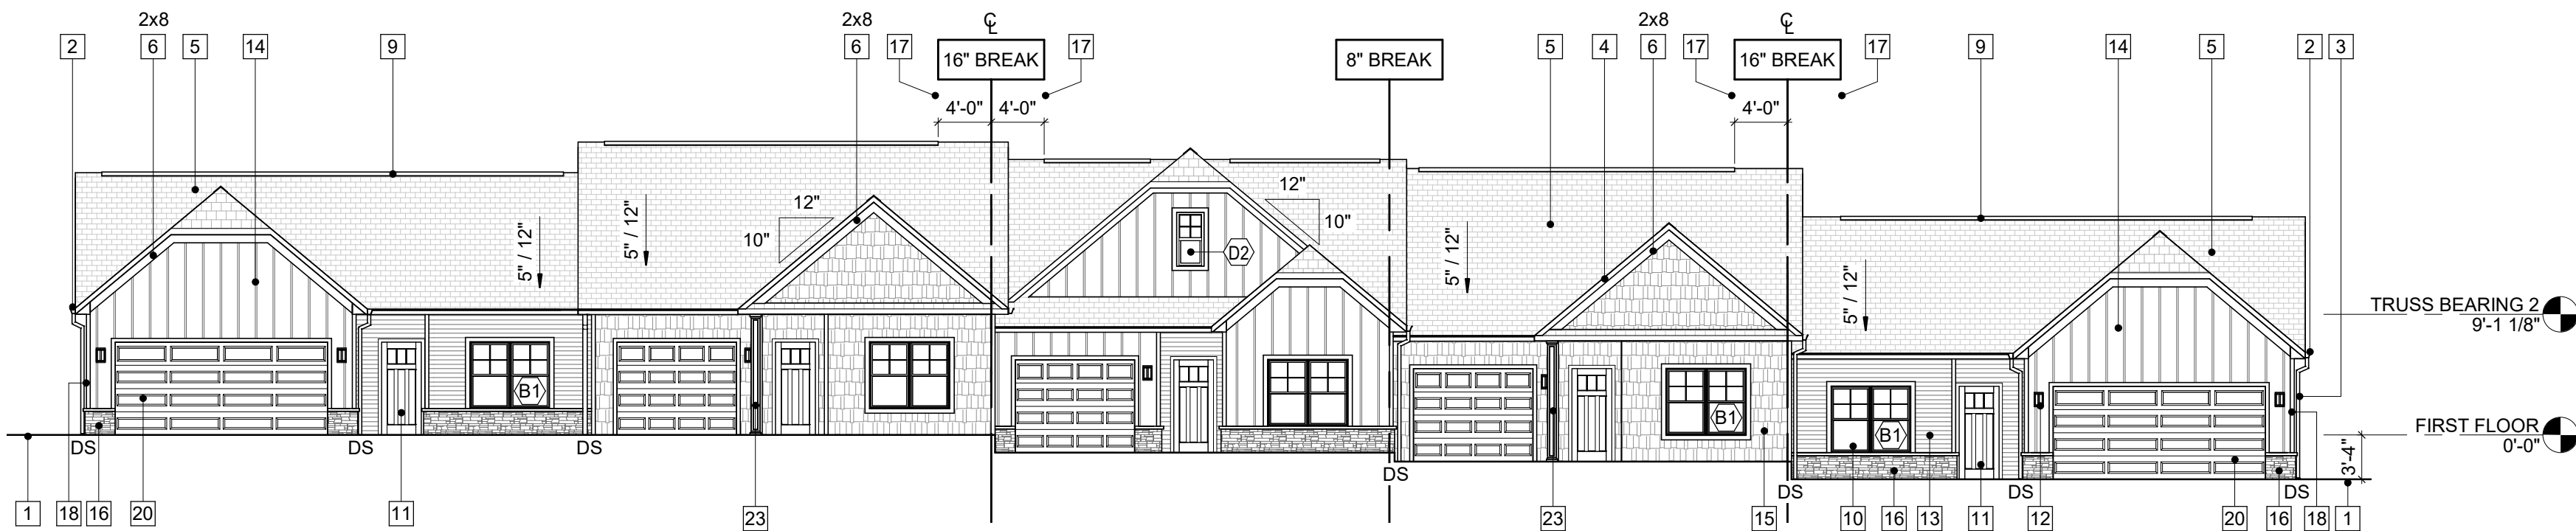 2x8 2x8 ℄ 2x8 ℄
2 6 5 14 9 6 17 16" BREAK 17 8" BREAK 5 4 6 17 16" BREAK 17 9 14 5 2 3
4'-0" 4'-0" 4'-0"
12" 12"
10" 10"
5" / 12" 5" / 12" 5" / 12" 5" / 12"
D2
TRUSS BEARING 2
9'-1 1/8"
B1 B1 B1
FIRST FLOOR
0'-0"
3'-4"
DS DS DS DS DS DS DS
1 18 16 20 11 23 23 15 10 16 13 11 12 20 16 18 1